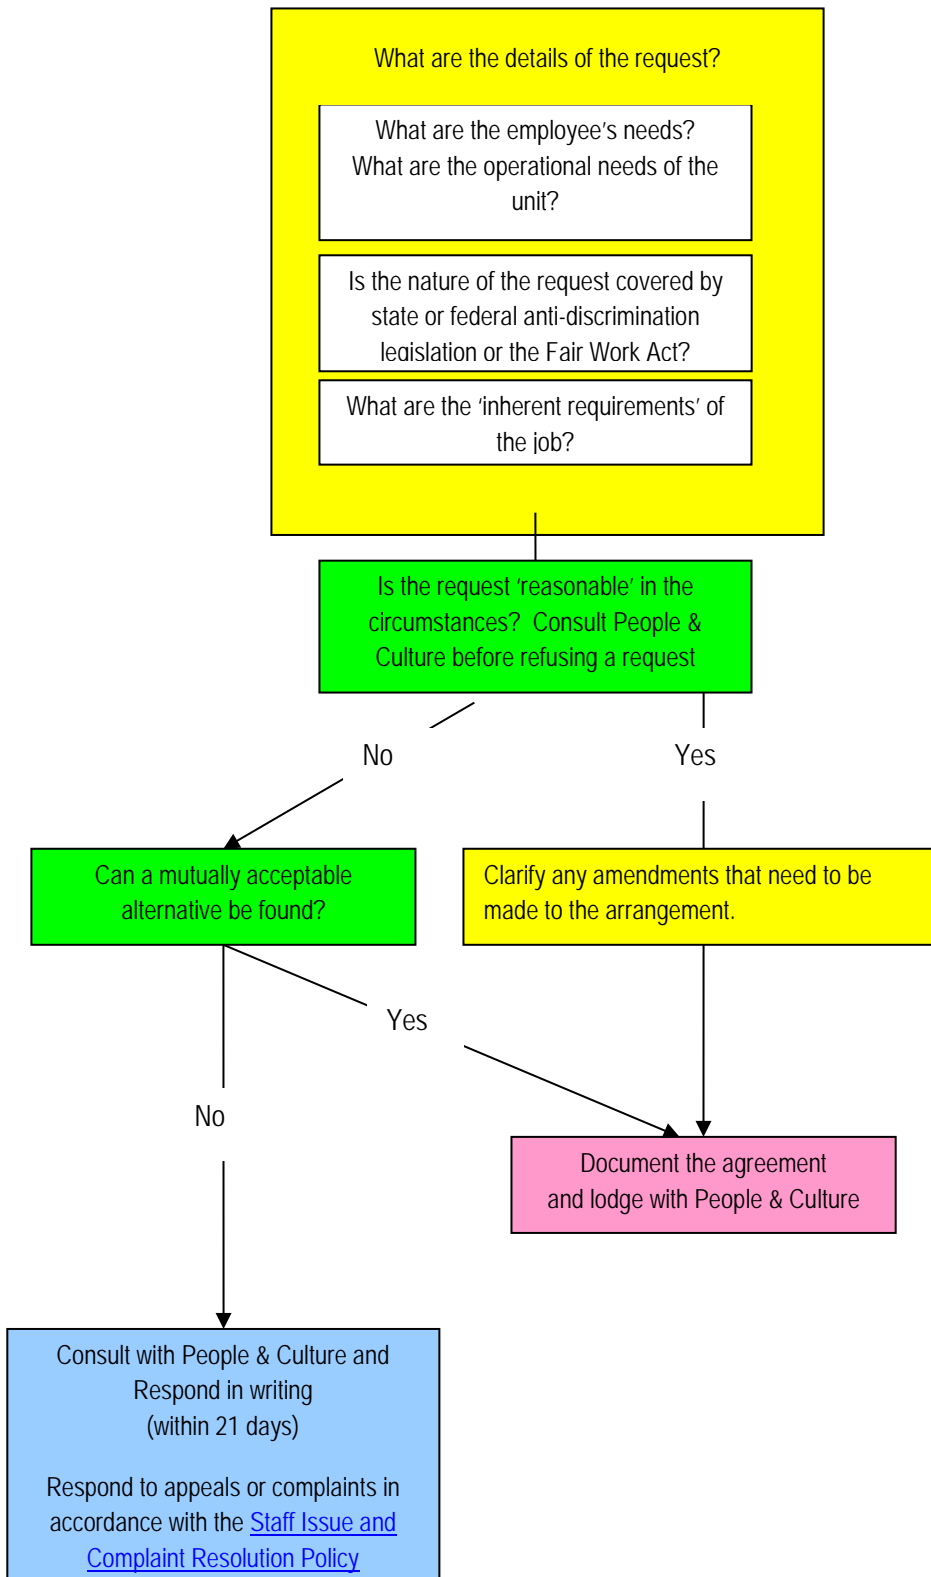 What are the details of the request?
What are the employee's needs?
What are the operational needs of the
unit?
Is the nature of the request covered by
state or federal anti-discrimination
legislation or the Fair Work Act?
What are the ‘inherent requirements’ of
the job?
Is the request ‘reasonable’ in the
circumstances?  Consult People &
Culture before refusing a request
No
Yes
Can a mutually acceptable
alternative be found?
Clarify any amendments that need to be
made to the arrangement.
Yes
No
Document the agreement
and lodge with People & Culture
Consult with People & Culture and
Respond in writing
(within 21 days)
Respond to appeals or complaints in
accordance with the Staff Issue and
Complaint Resolution Policy